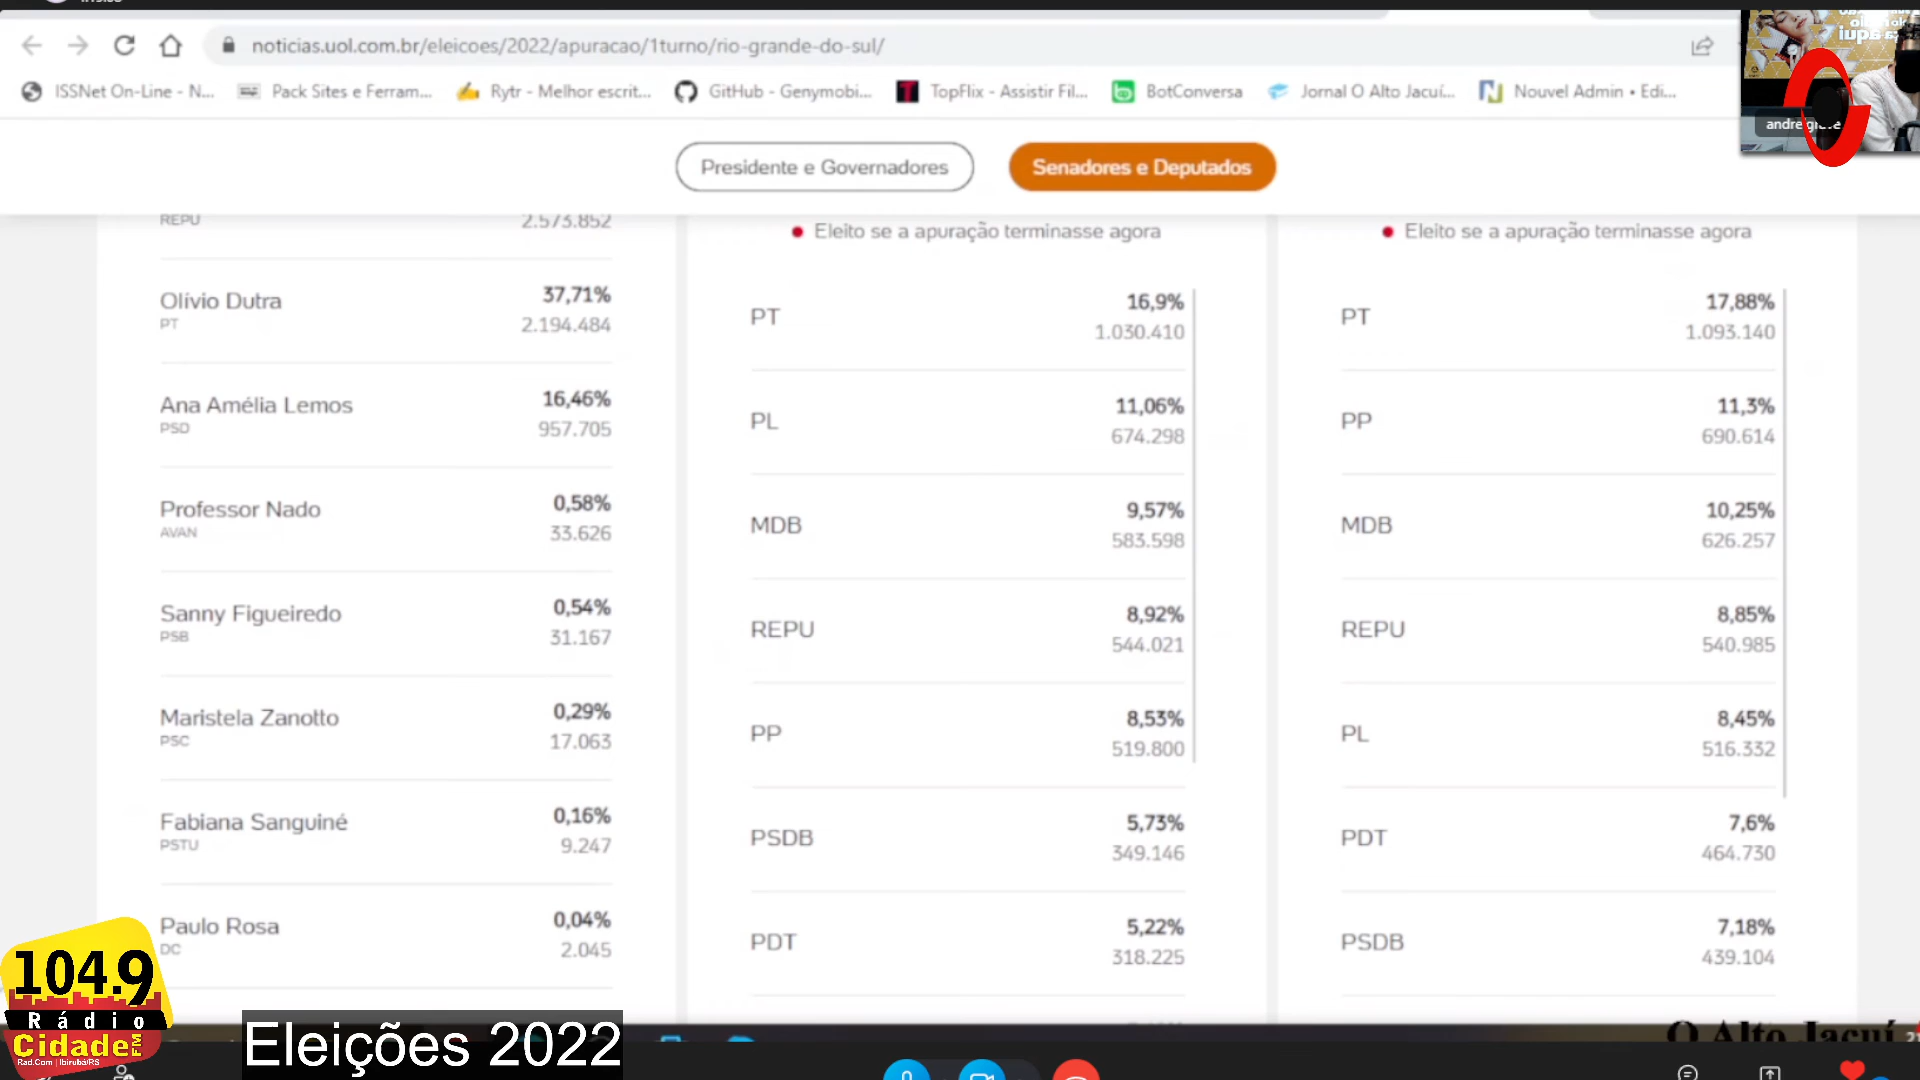 noticias.uol.com.br/eleicoes/2022/apuracao/1turno/rio-grande-do-sul/
ISSNet On-Line - N...
Pack Sites e Ferram...
Rytr - Melhor escrit...
GitHub - Genymobi...
TopFlix - Assistir Fil...
BotConversa
Jornal O Alto Jacuí...
Nouvel Admin • Edi...
Presidente e Governadores
Senadores e Deputados
REPU
2.573.852
Olívio Dutra
PT
37,71%
2.194.484
Ana Amélia Lemos
PSD
16,46%
957.705
Professor Nado
AVAN
0,58%
33.626
Sanny Figueiredo
PSB
0,54%
31.167
Maristela Zanotto
PSC
0,29%
17.063
Fabiana Sanguiné
PSTU
0,16%
9.247
Paulo Rosa
DC
0,04%
2.045
Eleito se a apuração terminasse agora
PT
16,9%
1.030.410
PL
11,06%
674.298
MDB
9,57%
583.598
REPU
8,92%
544.021
PP
8,53%
519.800
PSDB
5,73%
349.146
PDT
5,22%
318.225
Eleito se a apuração terminasse agora
PT
17,88%
1.093.140
PP
11,3%
690.614
MDB
10,25%
626.257
REPU
8,85%
540.985
PL
8,45%
516.332
PDT
7,6%
464.730
PSDB
7,18%
439.104
104.9
Rádio
Cidade FM
Rad.Com | Ibirubá/RS
Eleições 2022
O Alto Jacuí